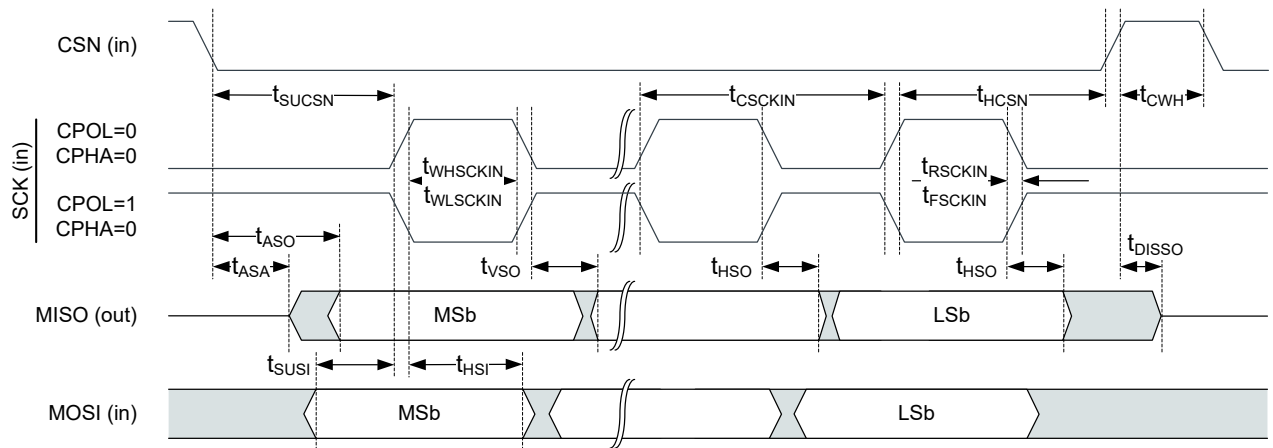 CSN (in)
tSUCSN
tCSCKIN
tHCSN
tCWH
SCK (in)
CPOL=0
CPHA=0
CPOL=1
CPHA=0
tWHSCKIN
tWLSCKIN
tRSCKIN
tFSCKIN
tASO
tASA
tVSO
tHSO
tHSO
tDISSO
MISO (out)
MSb
LSb
tSUSI
tHSI
MOSI (in)
MSb
LSb